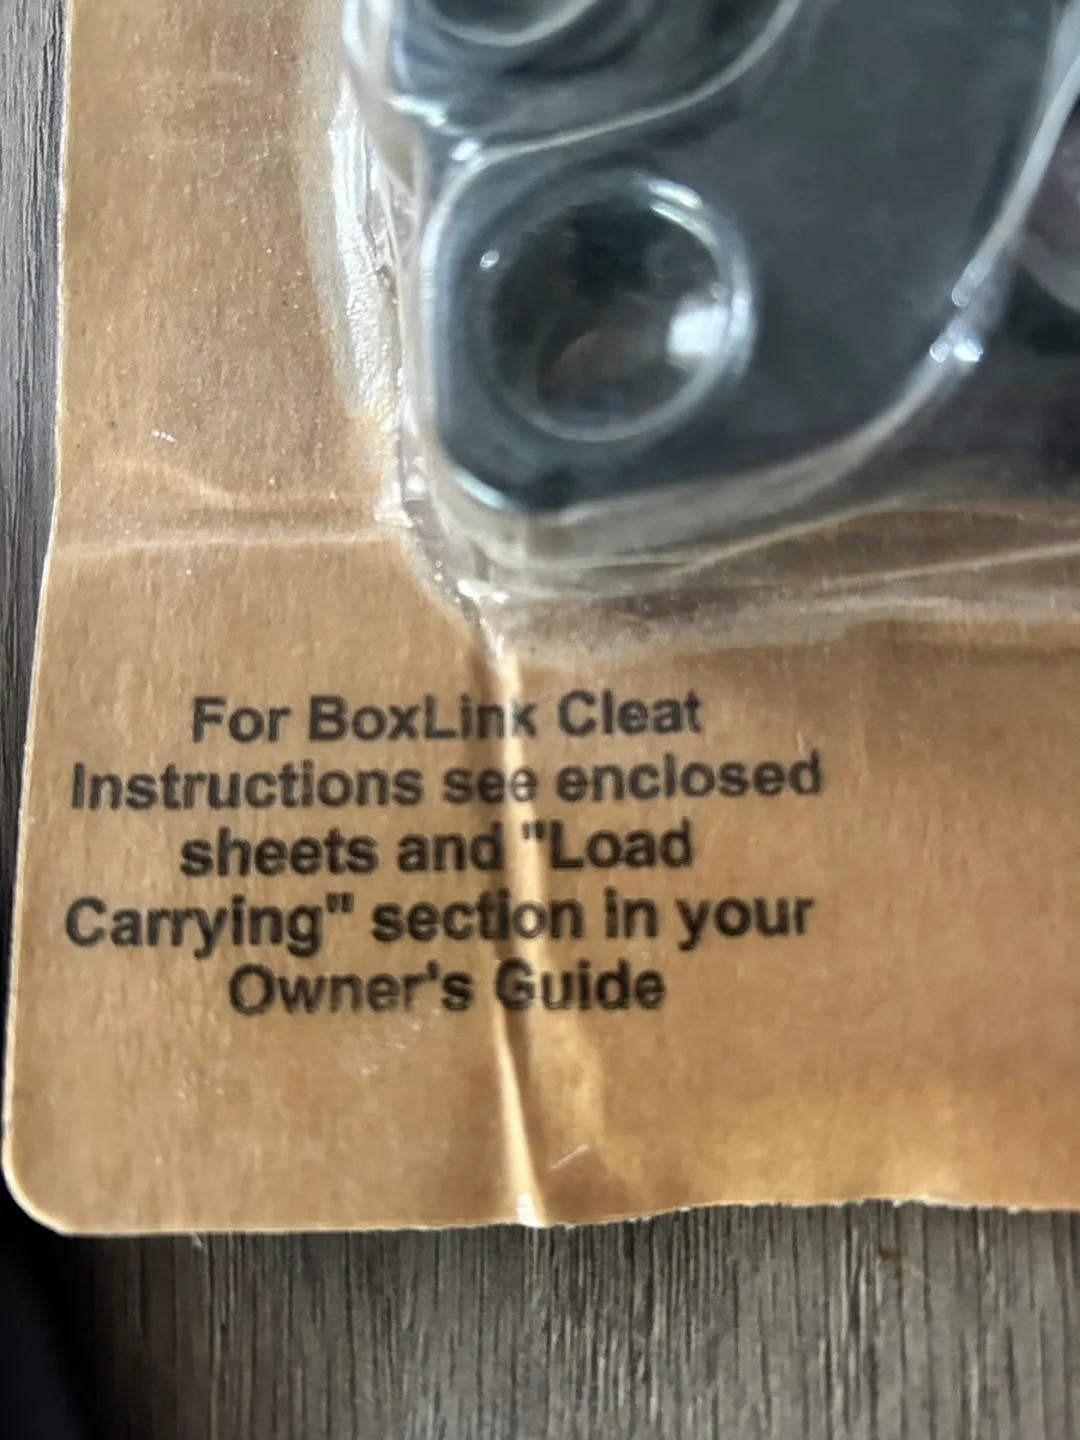 For BoxLink Cleat
Instructions see enclosed
sheets and "Load
Carrying" section in your
Owner's Guide